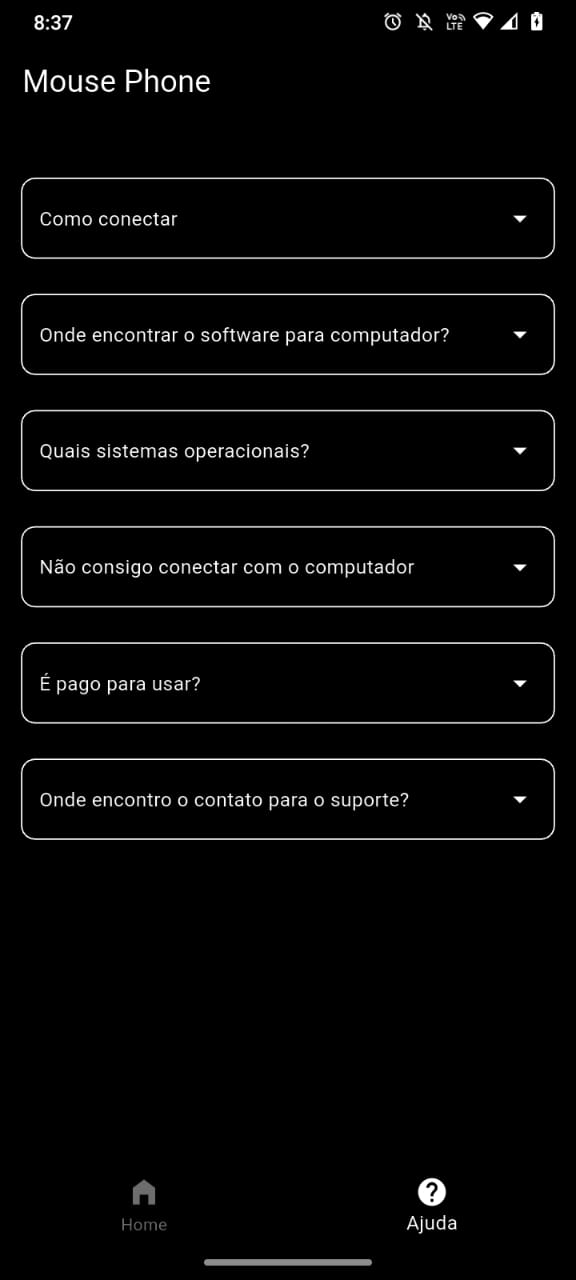 8:37
Vo LTE
Mouse Phone
Como conectar
Onde encontrar o software para computador?
Quais sistemas operacionais?
Não consigo conectar com o computador
É pago para usar?
Onde encontro o contato para o suporte?
Home
Ajuda